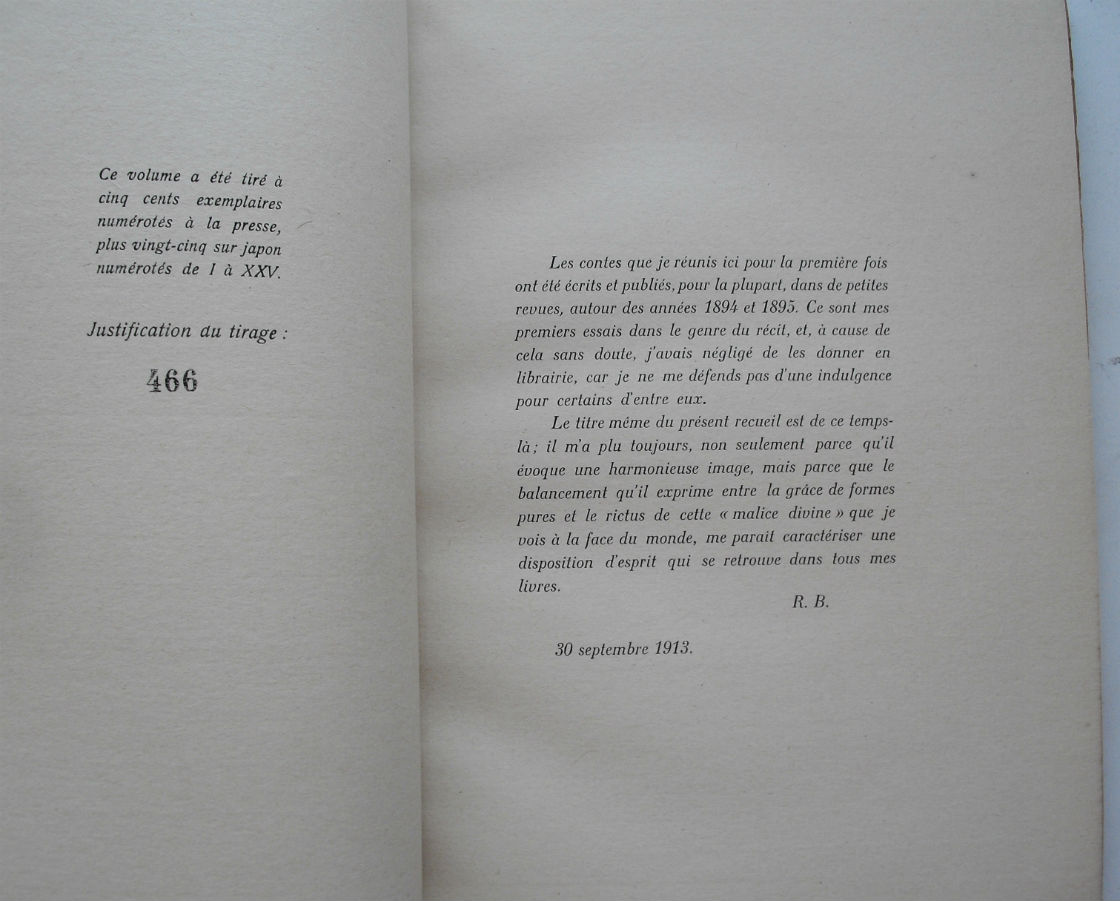 Ce volume a été tiré à
cinq cents exemplaires
numérotés à la presse,
plus vingt-cinq sur japon
numérotés de I à XXV.
Justification du tirage :
466
Les contes que je réunis ici pour la première fois
ont été écrits et publiés, pour la plupart, dans de petites
revues, autour des années 1894 et 1895. Ce sont mes
premiers essais dans le genre du récit, et, à cause de
cela sans doute, j'avais négligé de les donner en
librairie, car je ne me défends pas d'une indulgence
pour certains d'entre eux.
Le titre même du présent recueil est de ce temps-
là ; il m'a plu toujours, non seulement parce qu'il
évoque une harmonieuse image, mais parce que le
balancement qu'il exprime entre la grâce de formes
pures et le rictus de cette « malice divine » que je
vois à la face du monde, me parait caractériser une
disposition d'esprit qui se retrouve dans tous mes
livres.
R. B.
30 septembre 1913.